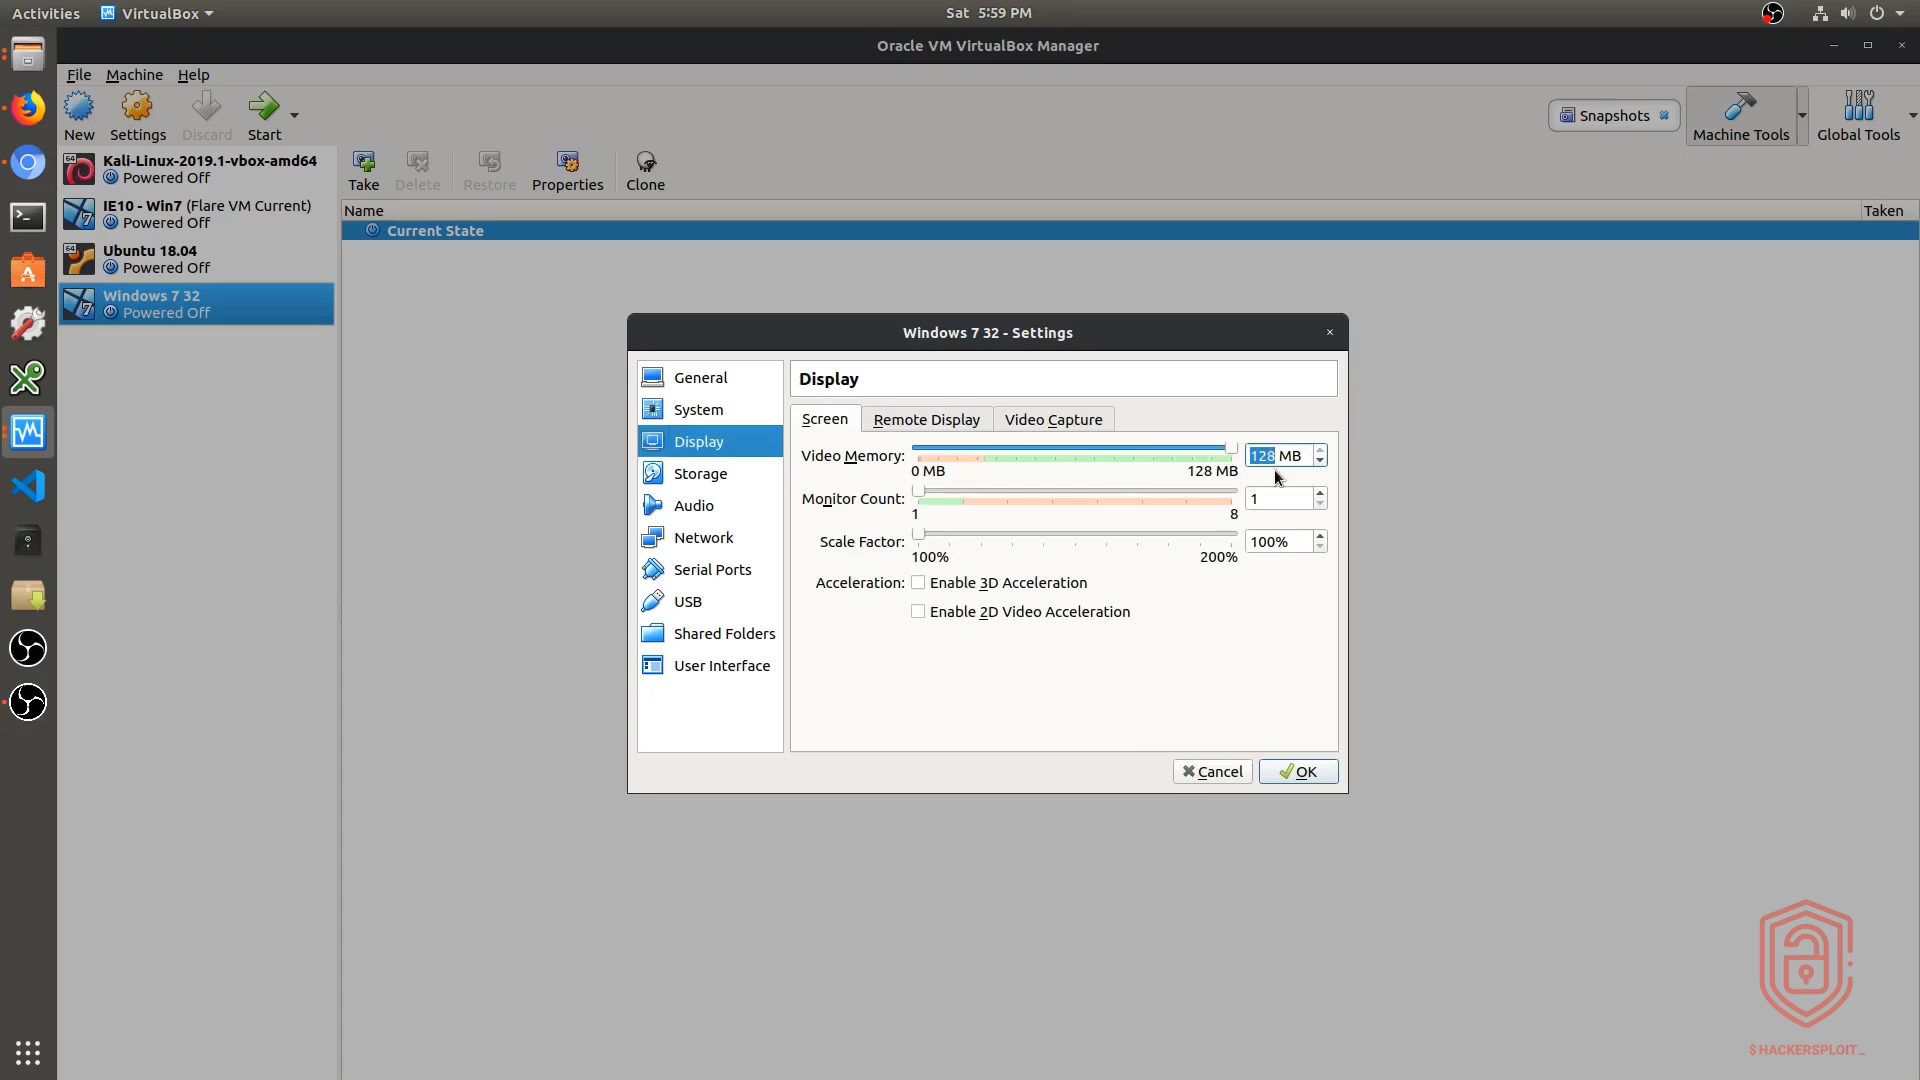 Activities VirtualBox Sat 5:59 PM
Oracle VM VirtualBox Manager
File Machine Help
New Settings Discard Start Snapshots Machine Tools Global Tools
64 Kali-Linux-2019.1-vbox-amd64
Powered Off
IE10 - Win7 (Flare VM Current)
Powered Off
64 Ubuntu 18.04
Powered Off
Windows 7 32
Powered Off
Take Delete Restore Properties Clone
Name Taken
Current State
Windows 7 32 - Settings
General
System
Display
Storage
Audio
Network
Serial Ports
USB
Shared Folders
User Interface
Display
Screen Remote Display Video Capture
Video Memory: 128 MB
0 MB 128 MB
Monitor Count: 1
1 8
Scale Factor: 100%
100% 200%
Acceleration: Enable 3D Acceleration
Enable 2D Video Acceleration
Cancel OK
$HACKERSPLOIT_